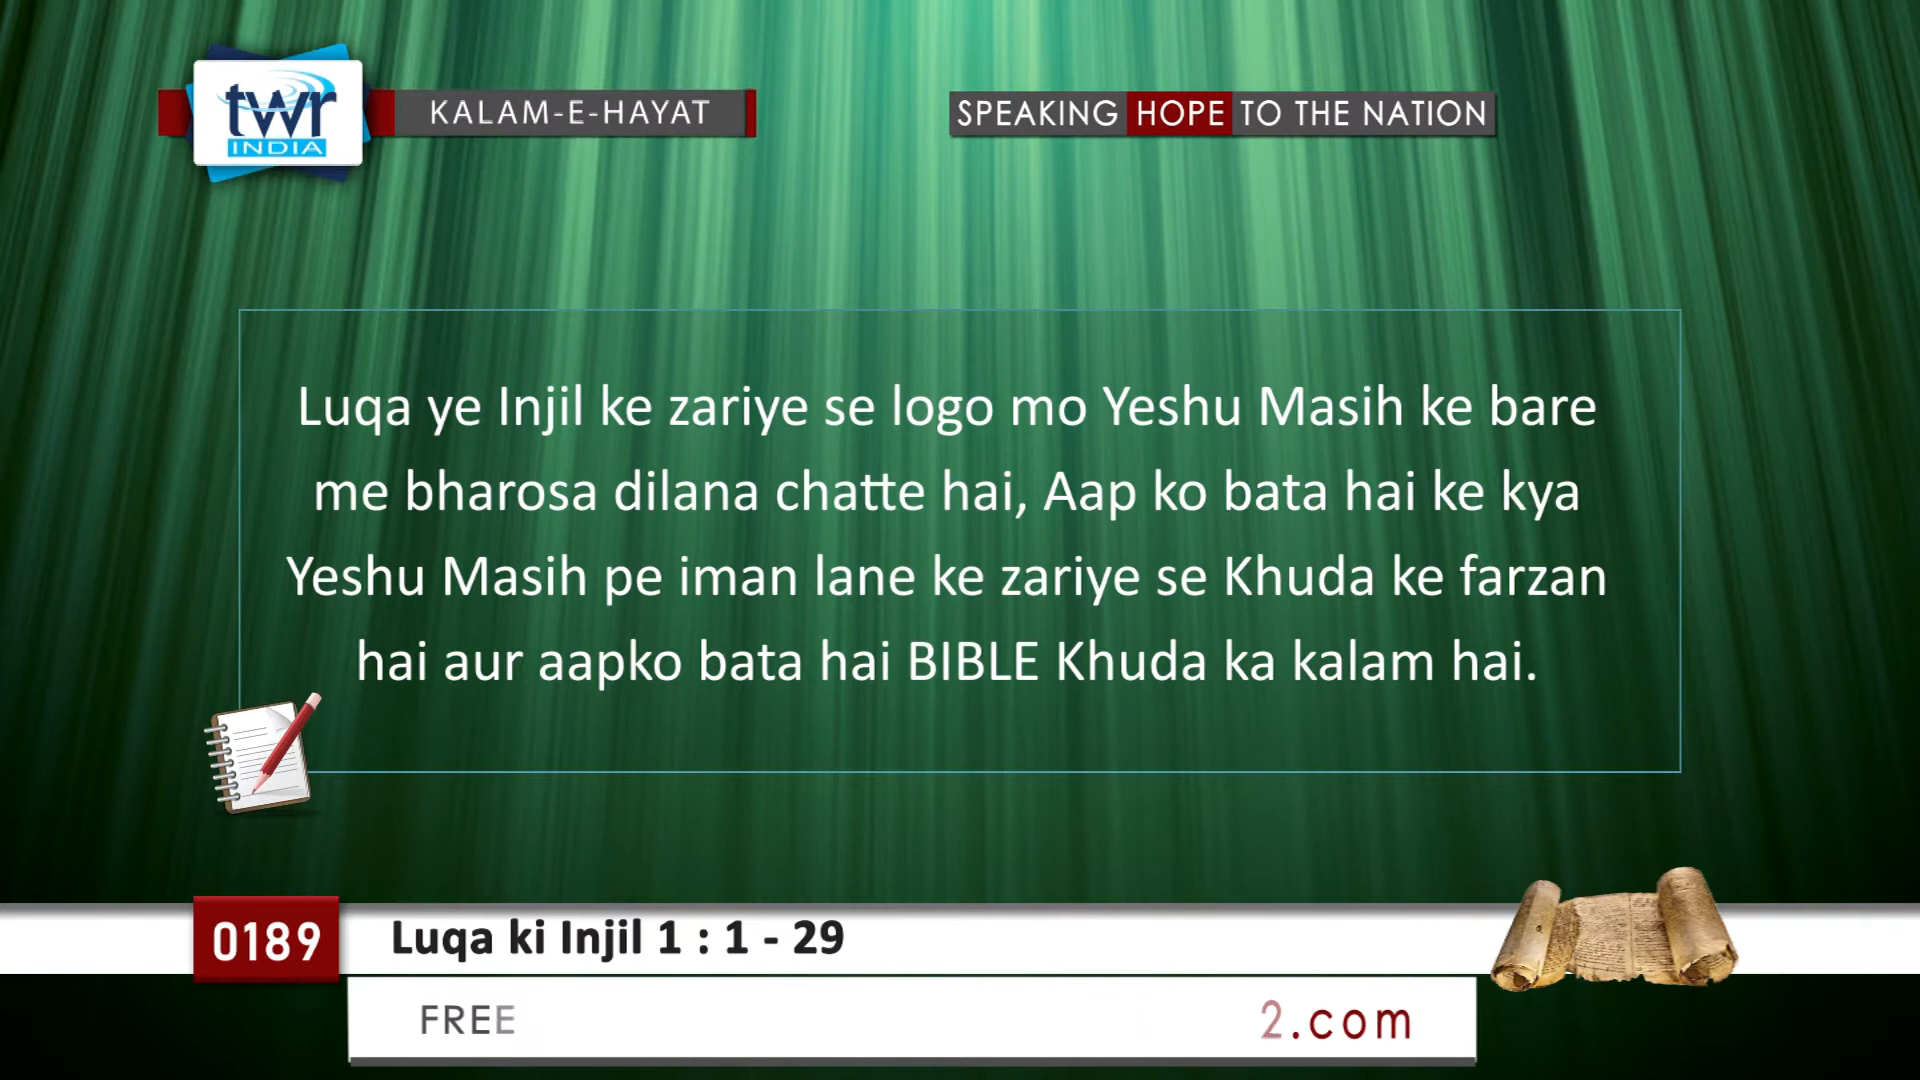 twr
INDIA
KALAM-E-HAYAT
SPEAKING HOPE TO THE NATION
Luqa ye Injil ke zariye se logo mo Yeshu Masih ke bare
me bharosa dilana chatte hai, Aap ko bata hai ke kya
Yeshu Masih pe iman lane ke zariye se Khuda ke farzan
hai aur aapko bata hai BIBLE Khuda ka kalam hai.
0189
Luqa ki Injil 1 : 1 - 29
FREE
2.com